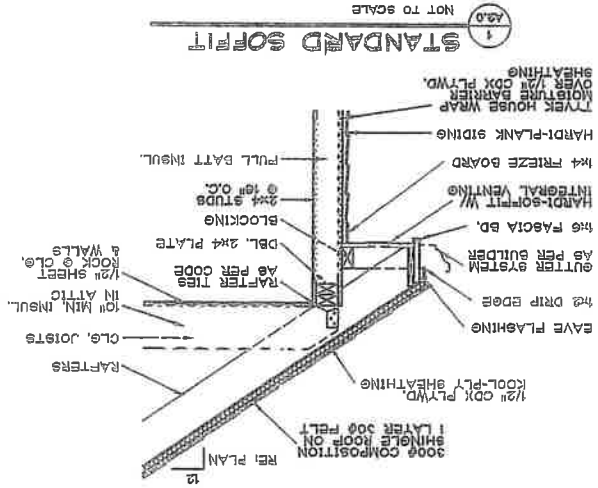 12
RE: PLAN
300# COMPOSITION
SHINGLE ROOF ON
1 LAYER 30# FELT
1/2" CDX PLYWD.
KOOL-PLY SHEATHING
RAFTERS
CLG. JOISTS
10" MIN. INSUL.
IN ATTIC
1/2" SHEET
ROCK @ CLG.
& WALLS
EAVE FLASHING
1x2 DRIP EDGE
GUTTER SYSTEM
AS PER BUILDER
1x6 FASCIA BD.
HARDI-SOFFIT W/
INTEGRAL VENTING
1x4 FRIEZE BOARD
HARDI-PLANK SIDING
TYVEK HOUSE WRAP
MOISTURE BARRIER
OVER 1/2" CDX PLYWD.
SHEATHING
RAFTER TIES
AS PER CODE
DBL. 2x4 PLATE
BLOCKING
2x4 STUDS
@ 16" O.C.
FULL BATT INSUL.
1
A2.0
STANDARD SOFFIT
NOT TO SCALE